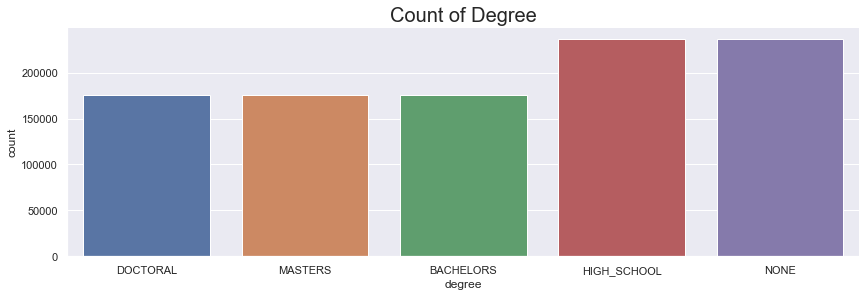 Count of Degree
count
200000
150000
100000
50000
0
DOCTORAL MASTERS BACHELORS HIGH_SCHOOL NONE
degree